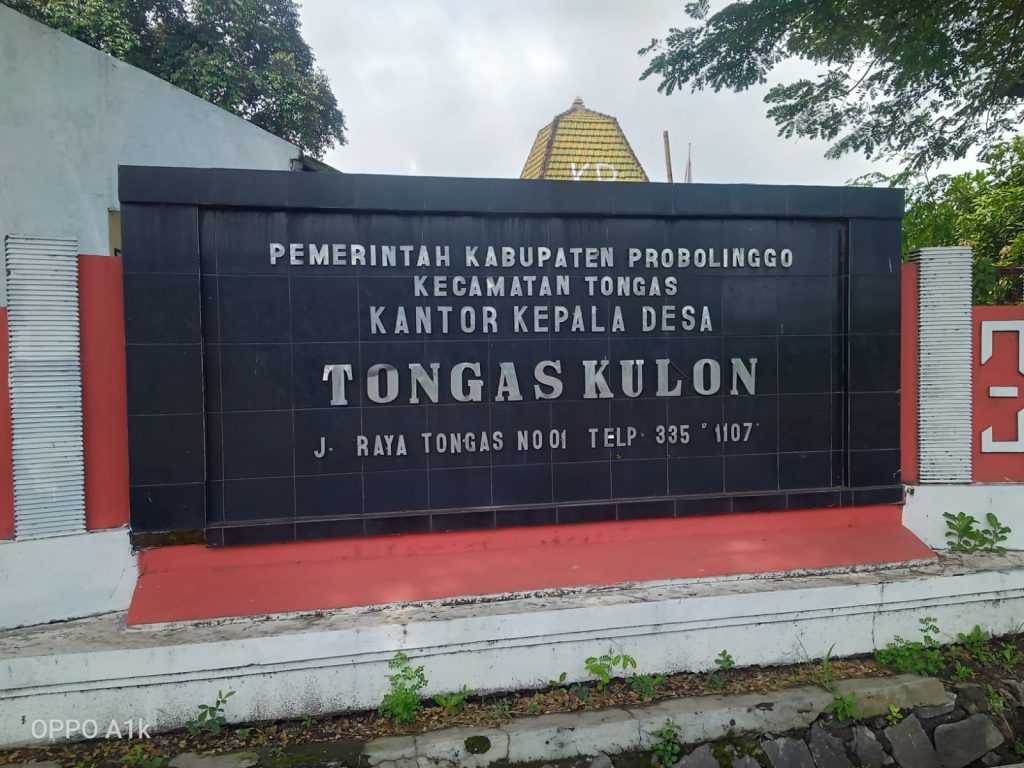 KD
PEMERINTAH KABUPATEN PROBOLINGGO
KECAMATAN TONGAS
KANTOR KEPALA DESA
TONGAS KULON
J. RAYA TONGAS NO 01 TELP. 335 1107
OPPO A1k